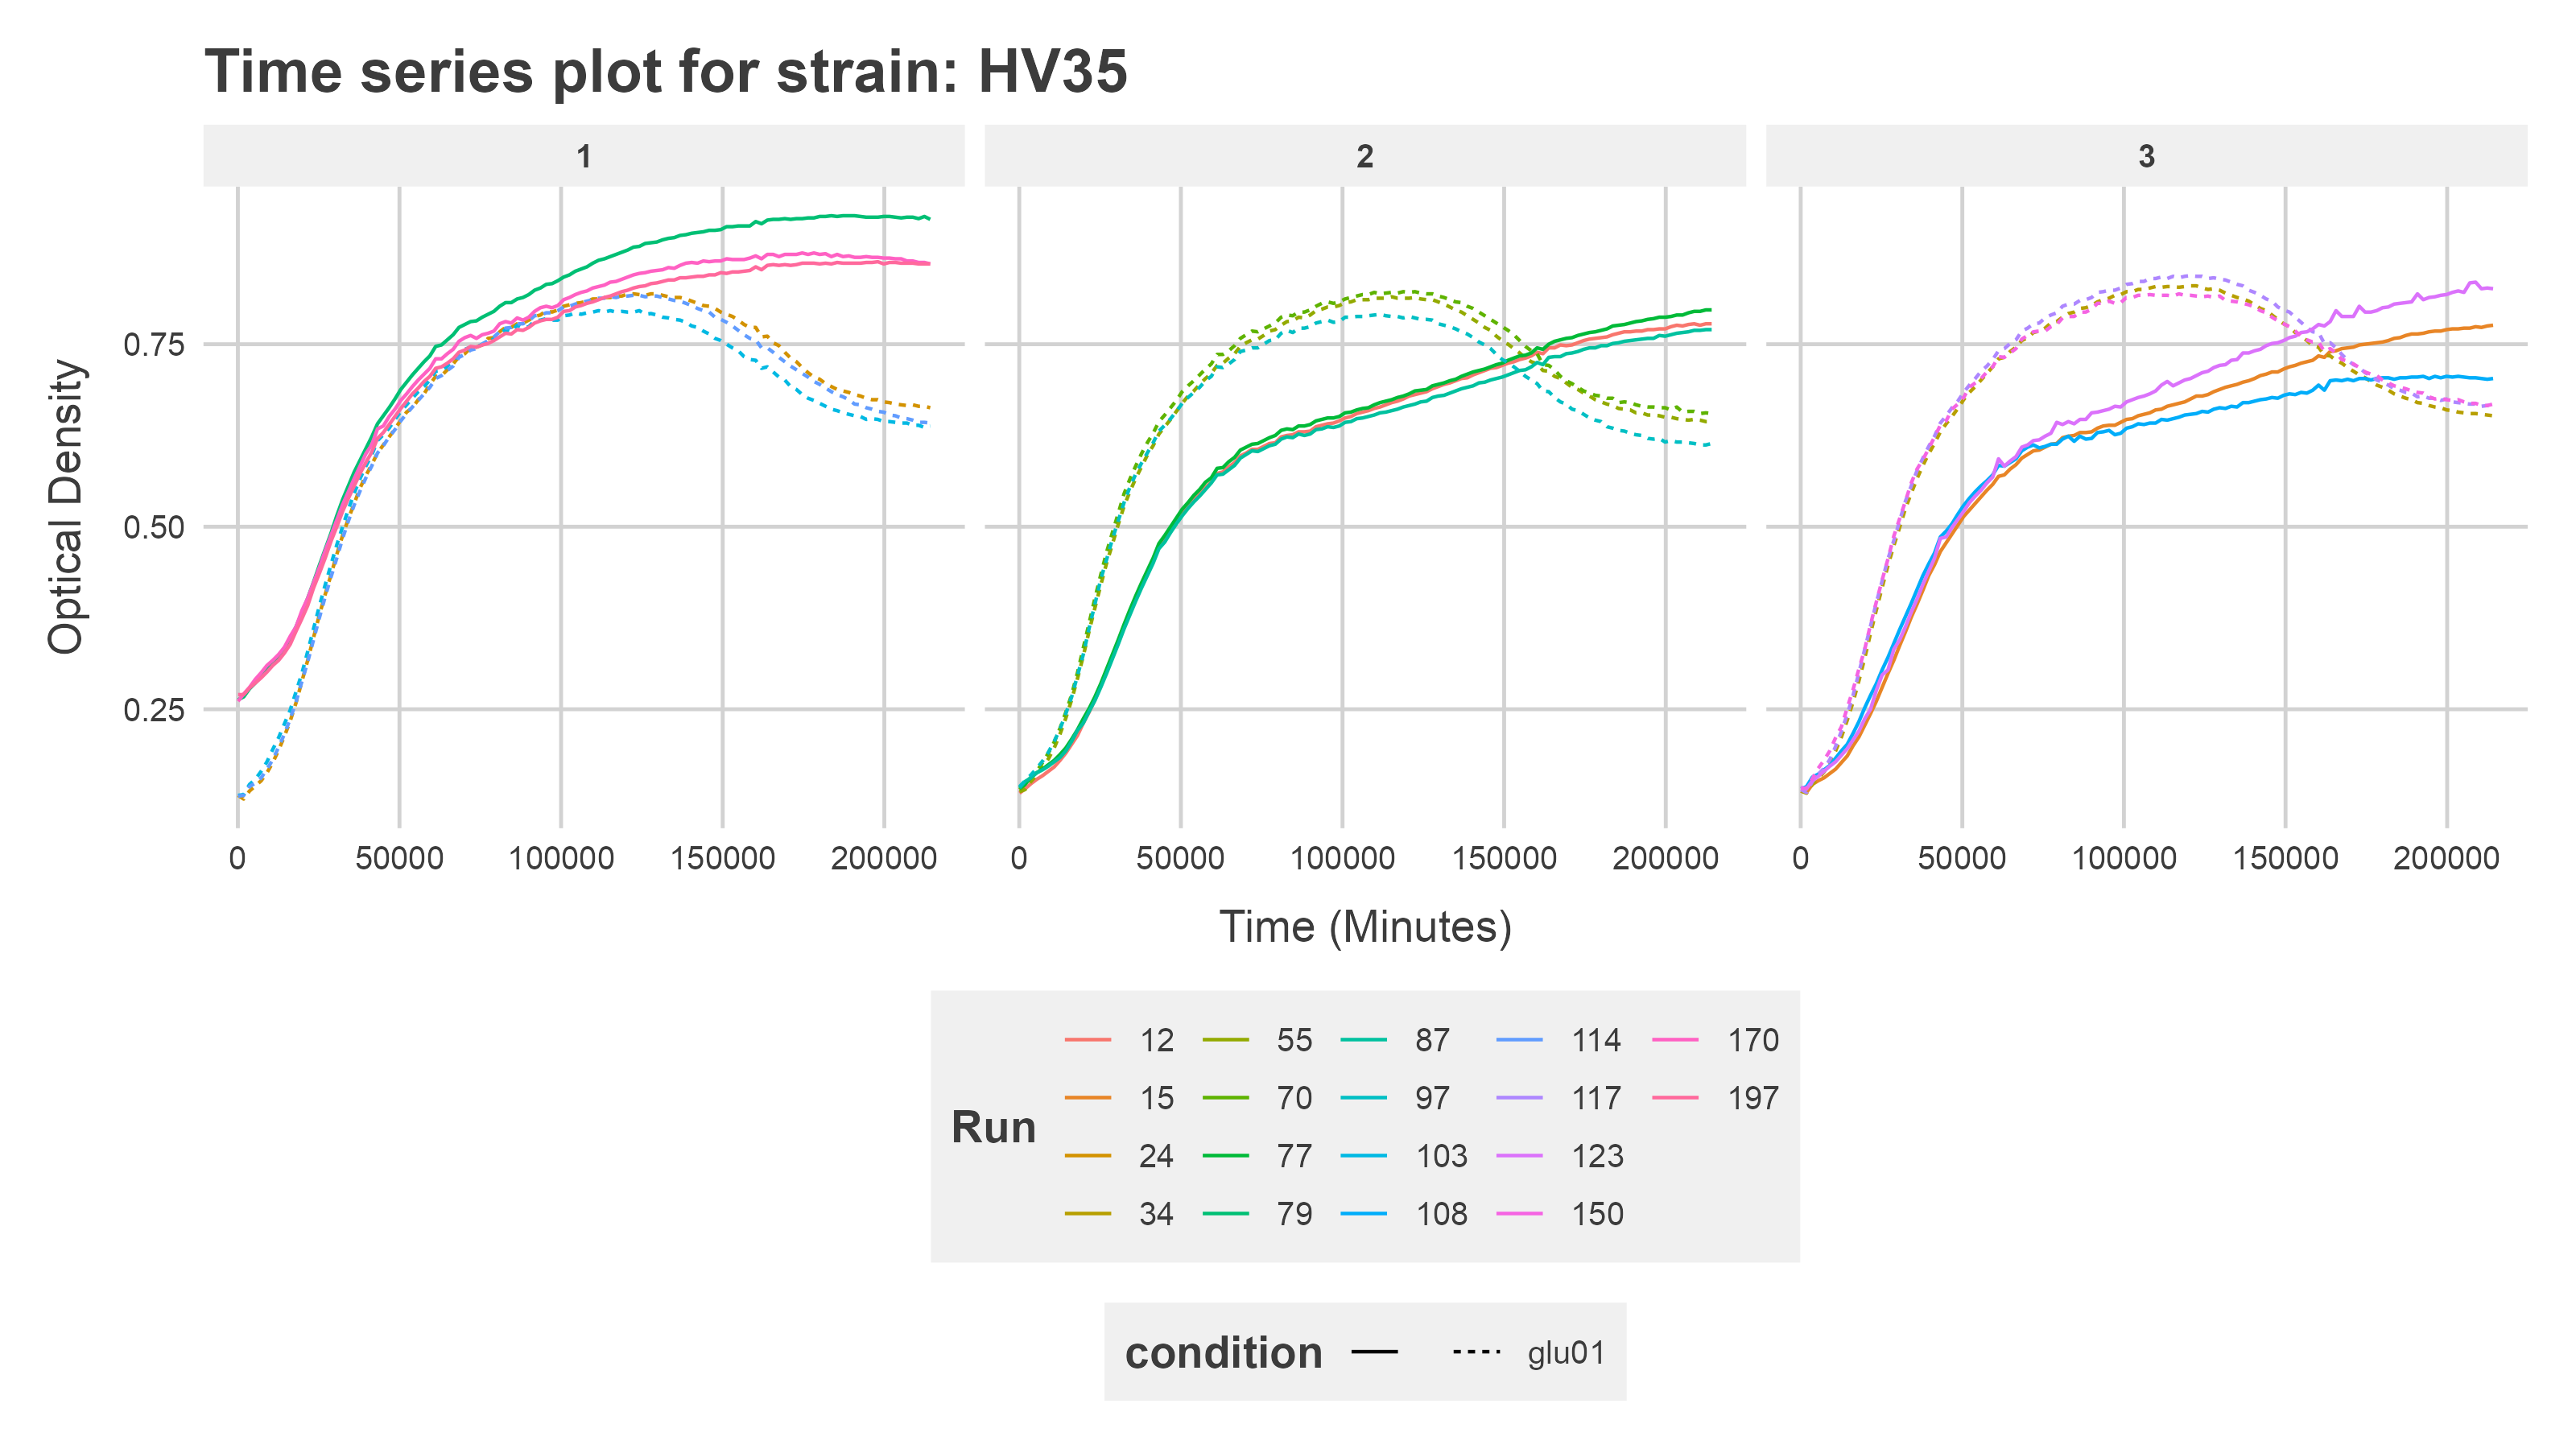 Time series plot for strain: HV35
1 2 3
Optical Density
0.75
0.50
0.25
0 50000 100000 150000 200000 0 50000 100000 150000 200000 0 50000 100000 150000 200000
Time (Minutes)
Run
12 55 87 114 170
15 70 97 117 197
24 77 103 123
34 79 108 150
condition glu01